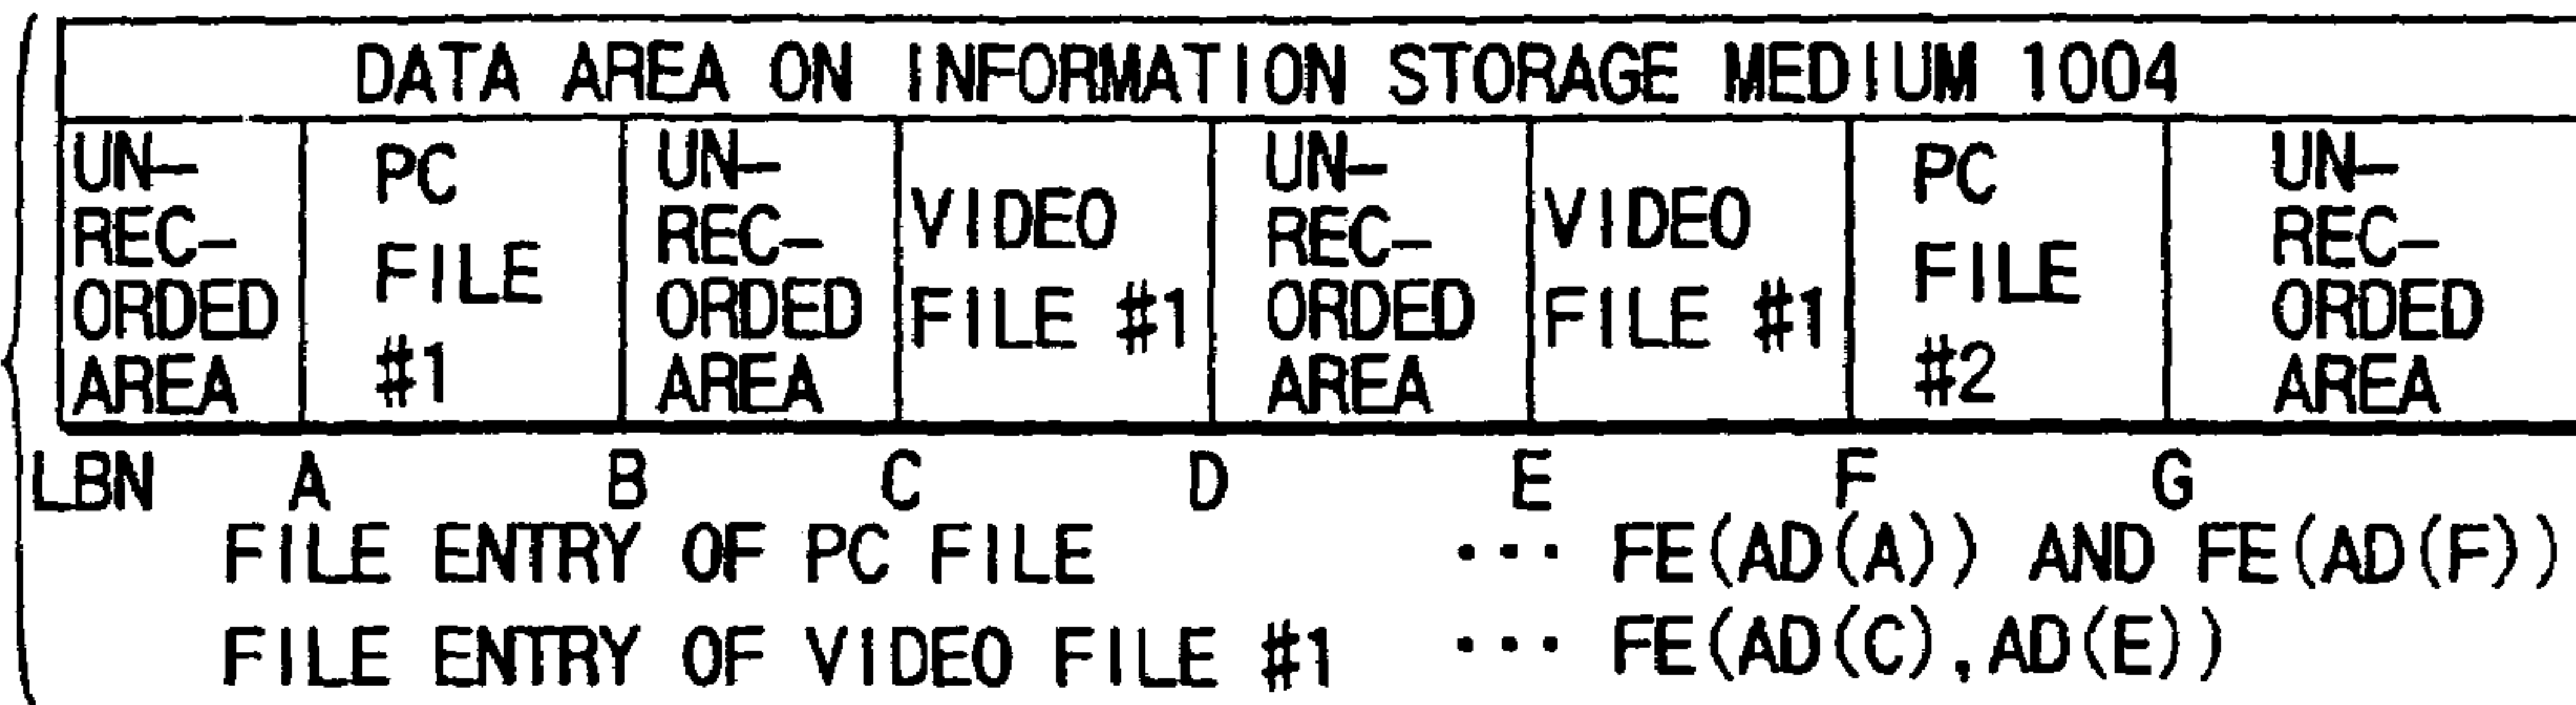 DATA AREA ON INFORMATION STORAGE MEDIUM 1004
UN-
REC-
ORDED
AREA
PC
FILE
#1
UN-
REC-
ORDED
AREA
VIDEO
FILE #1
UN-
REC-
ORDED
AREA
VIDEO
FILE #1
PC
FILE
#2
UN-
REC-
ORDED
AREA
LBN A B C D E F G
FILE ENTRY OF PC FILE ··· FE(AD(A)) AND FE(AD(F))
FILE ENTRY OF VIDEO FILE #1 ··· FE(AD(C),AD(E))